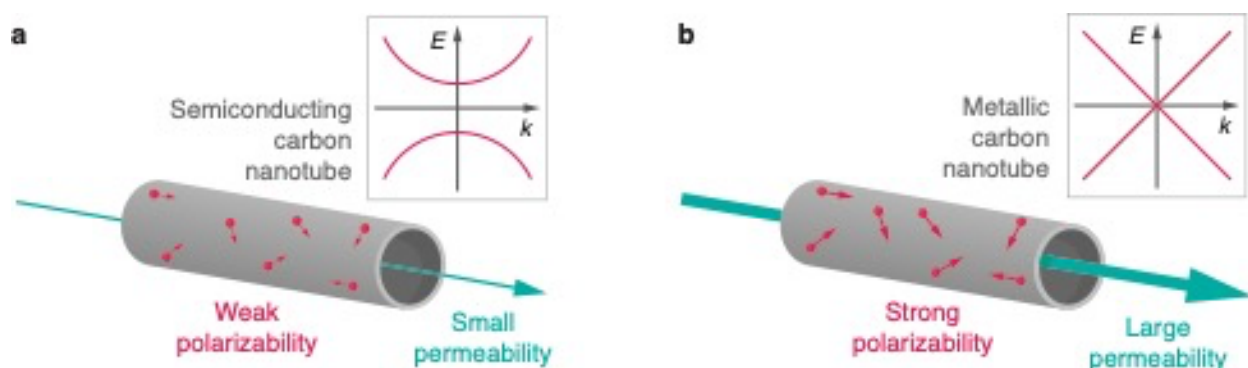 a
E
k
Semiconducting
carbon
nanotube
Weak
polarizability
Small
permeability
b
E
k
Metallic
carbon
nanotube
Strong
polarizability
Large
permeability